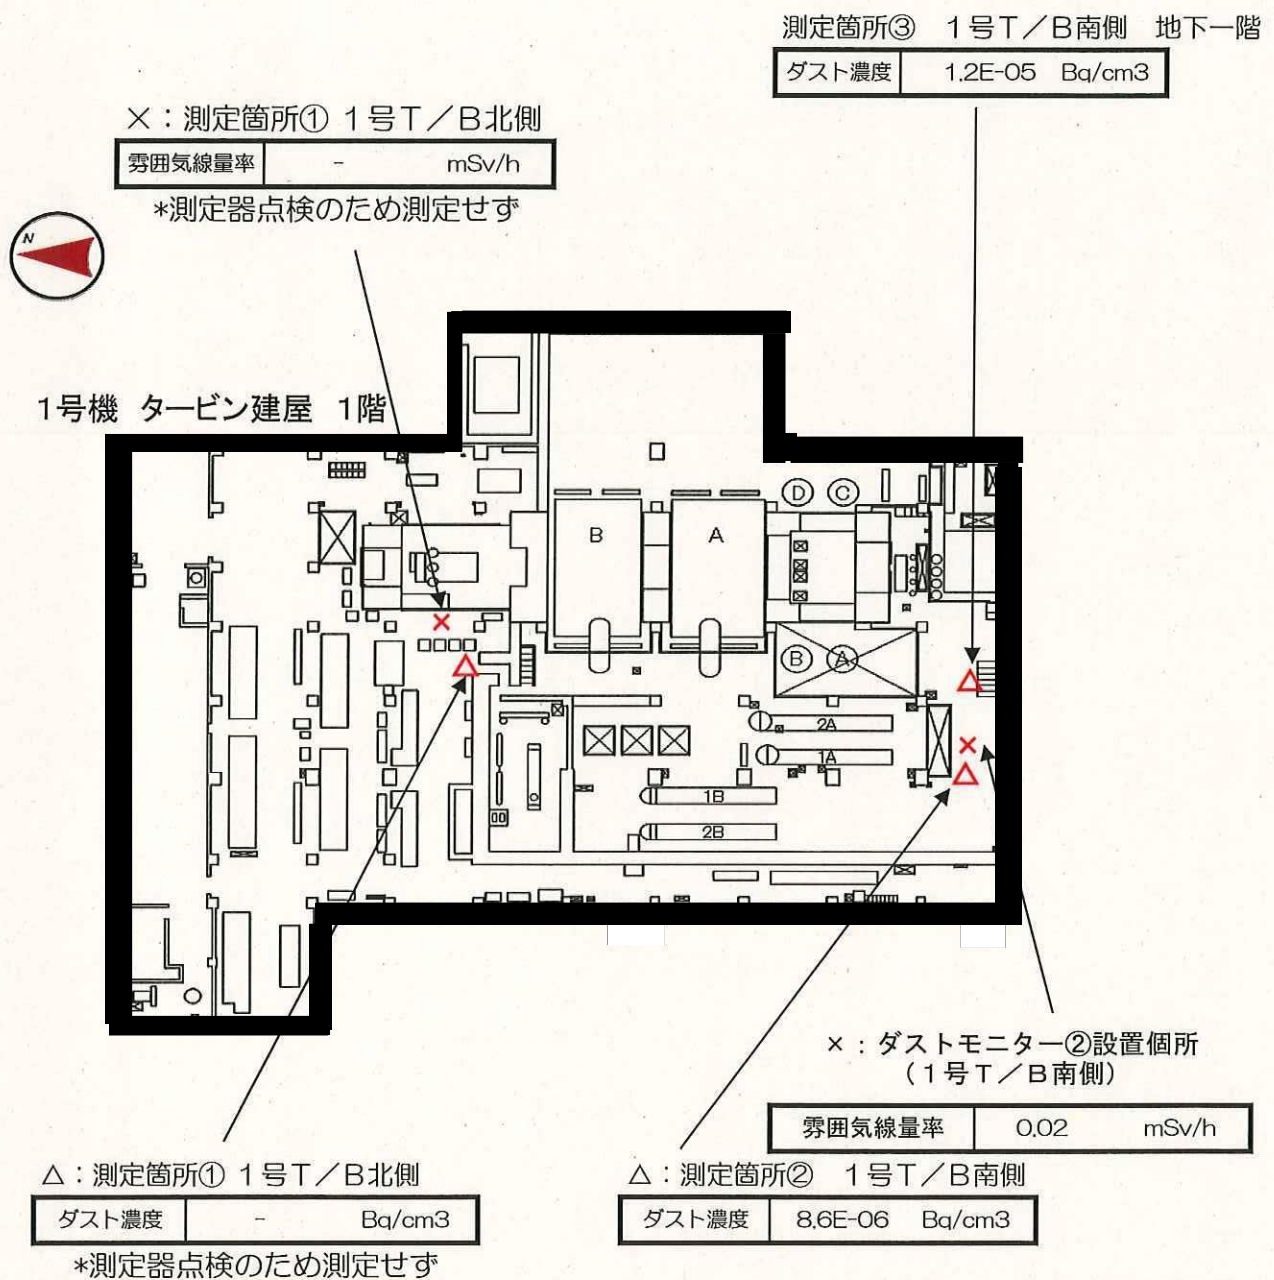 測定箇所③ 1号T／B南側 地下一階
ダスト濃度 1.2E-05 Bq/cm3
×：測定箇所① 1号T／B北側
雰囲気線量率 - mSv/h
*測定器点検のため測定せず
N
1号機 タービン建屋 1階
D C
B A
B A
2A
1A
1B
2B
×：ダストモニター②設置個所
（1号T／B南側）
雰囲気線量率 0.02 mSv/h
△：測定箇所① 1号T／B北側
ダスト濃度 - Bq/cm3
*測定器点検のため測定せず
△：測定箇所② 1号T／B南側
ダスト濃度 8.6E-06 Bq/cm3